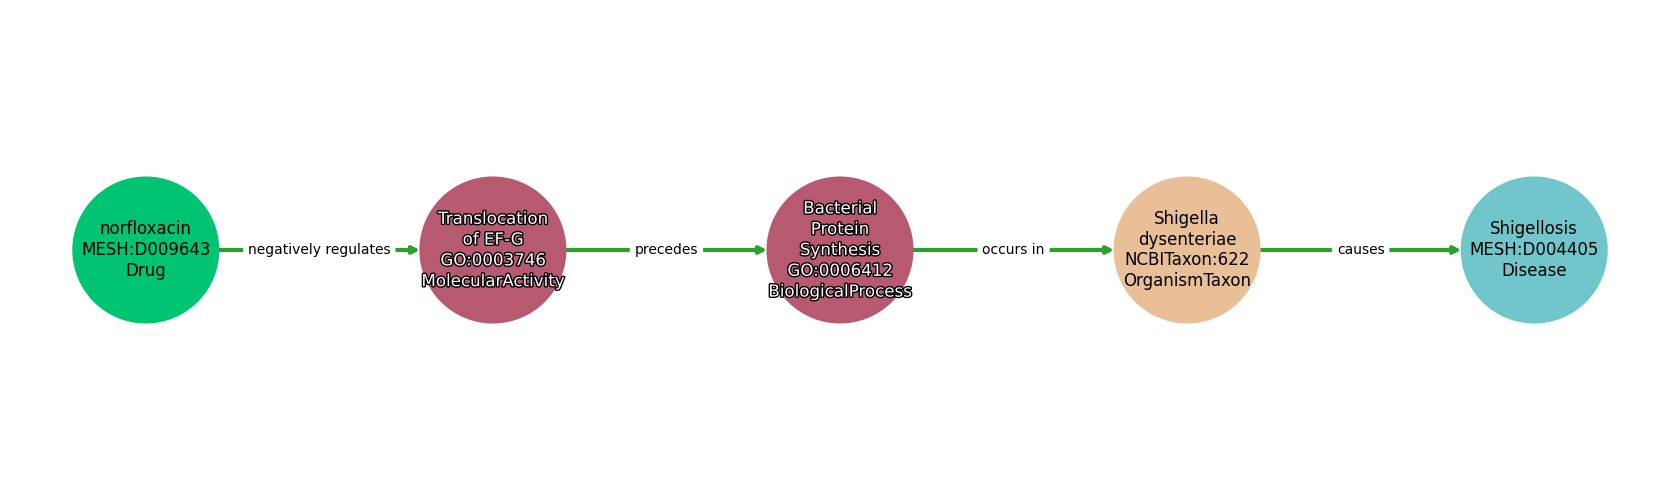 norfloxacin
MESH:D009643
Drug
negatively regulates
Translocation
of EF-G
GO:0003746
MolecularActivity
precedes
Bacterial
Protein
Synthesis
GO:0006412
BiologicalProcess
occurs in
Shigella
dysenteriae
NCBITaxon:622
OrganismTaxon
causes
Shigellosis
MESH:D004405
Disease